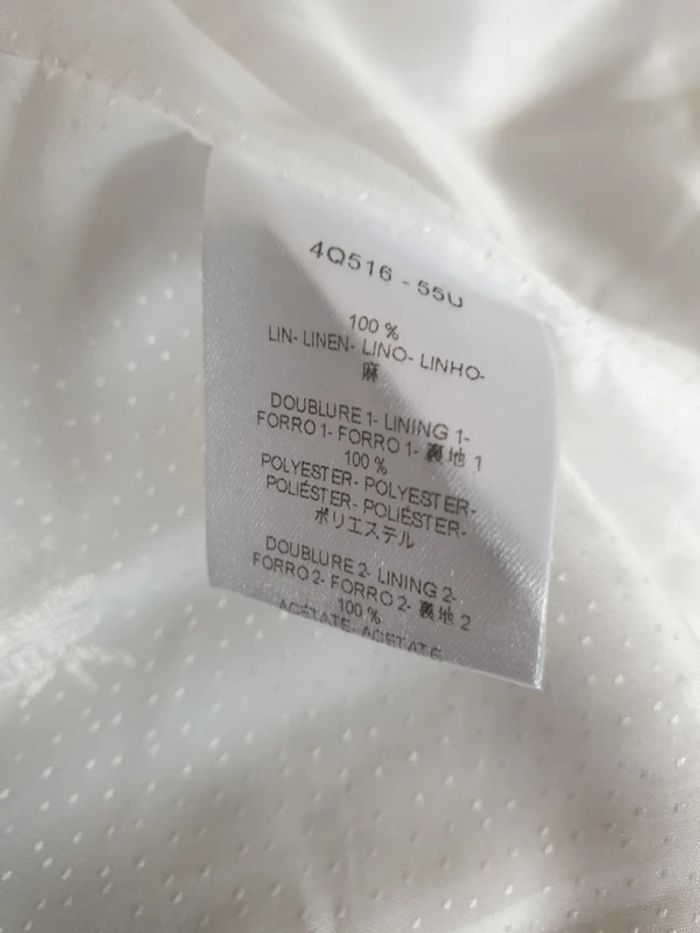 4Q516 - 55U
100 %
LIN- LINEN- LINO- LINHO-
麻
DOUBLURE 1- LINING 1-
FORRO 1- FORRO 1- 裏地 1
100 %
POLYESTER- POLYESTER-
POLIÉSTER- POLIÉSTER-
ポリエステル
DOUBLURE 2- LINING 2-
FORRO 2- FORRO 2- 裏地 2
100 %
ACÉTATE- ACETATE